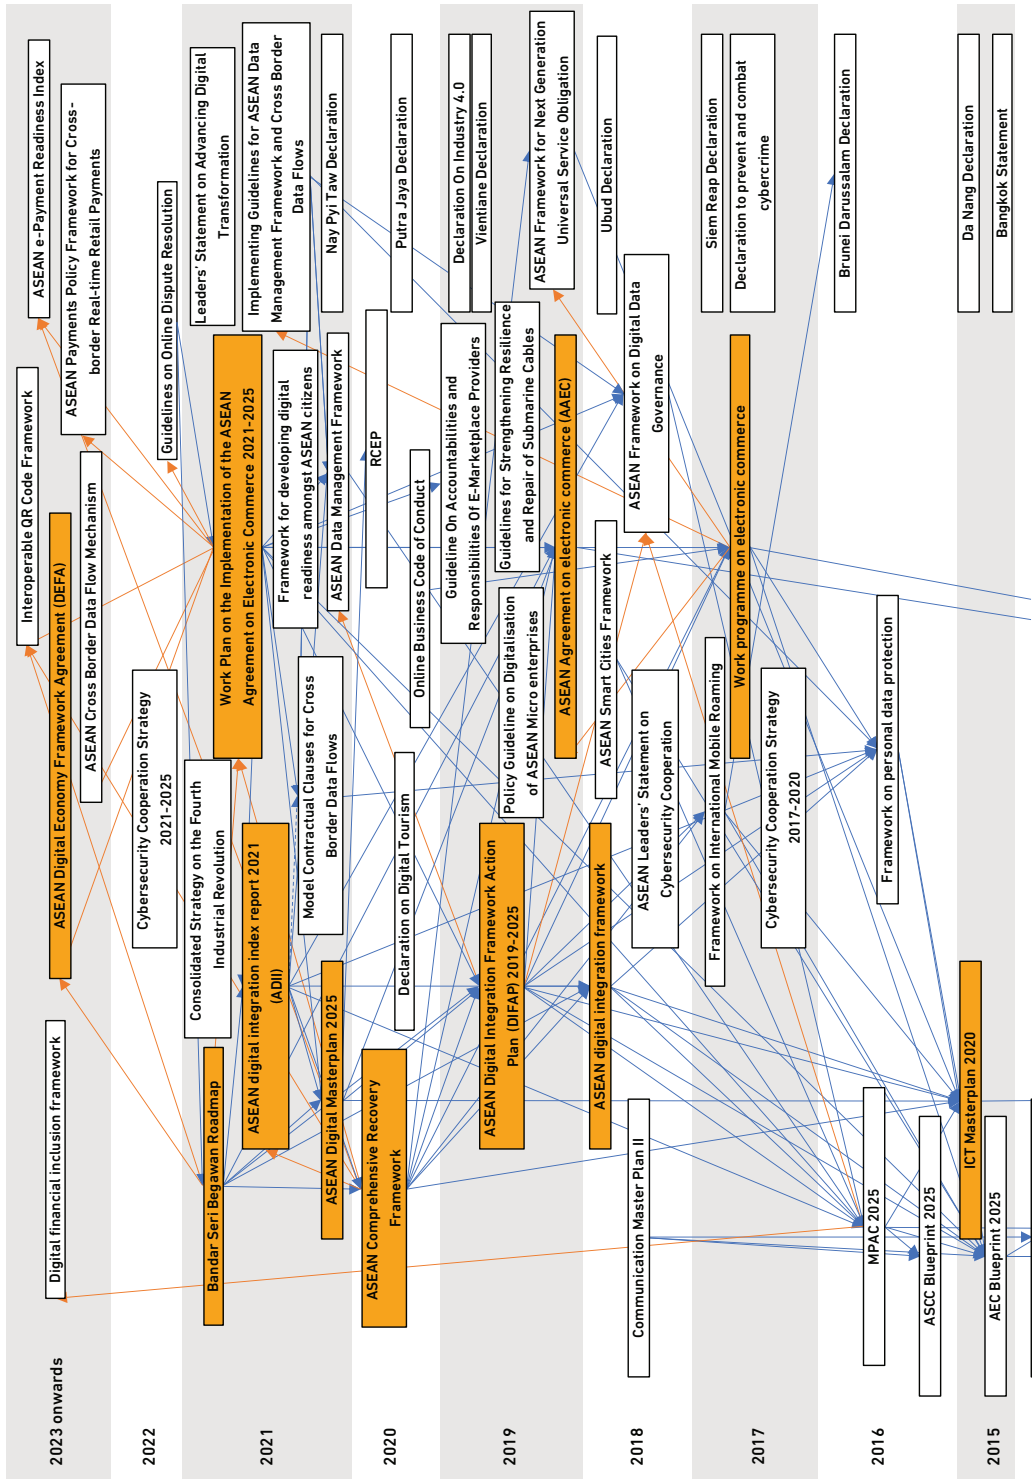 2023 onwards
Digital financial inclusion framework
ASEAN Digital Economy Framework Agreement (DEFA)
ASEAN Cross Border Data Flow Mechanism
Interoperable QR Code Framework
ASEAN Payments Policy Framework for Cross-
border Real-time Retail Payments
ASEAN e-Payment Readiness Index
2022
Cybersecurity Cooperation Strategy
2021-2025
Guidelines on Online Dispute Resolution
2021
Bandar Seri Begawan Roadmap
Consolidated Strategy on the Fourth
Industrial Revolution
ASEAN digital integration index report 2021
(ADII)
ASEAN Digital Masterplan 2025
Model Contractual Clauses for Cross
Border Data Flows
Work Plan on the Implementation of the ASEAN
Agreement on Electronic Commerce 2021-2025
Framework for developing digital
readiness amongst ASEAN citizens
ASEAN Data Management Framework
Leaders' Statement on Advancing Digital
Transformation
Implementing Guidelines for ASEAN Data
Management Framework and Cross Border
Data Flows
Nay Pyi Taw Declaration
2020
ASEAN Comprehensive Recovery
Framework
Declaration on Digital Tourism
Online Business Code of Conduct
RCEP
Putra Jaya Declaration
2019
ASEAN Digital Integration Framework Action
Plan (DIFAP) 2019-2025
Policy Guideline on Digitalisation
of ASEAN Micro enterprises
Guideline On Accountabilities and
Responsibilities Of E-Marketplace Providers
Guidelines for Strengthening Resilience
and Repair of Submarine Cables
ASEAN Agreement on electronic commerce (AAEC)
Declaration On Industry 4.0
Vientiane Declaration
ASEAN Framework for Next Generation
Universal Service Obligation
2018
Communication Master Plan II
ASEAN digital integration framework
ASEAN Leaders' Statement on
Cybersecurity Cooperation
ASEAN Smart Cities Framework
ASEAN Framework on Digital Data
Governance
Ubud Declaration
2017
Framework on International Mobile Roaming
Cybersecurity Cooperation Strategy
2017-2020
Work programme on electronic commerce
Siem Reap Declaration
Declaration to prevent and combat
cybercrime
2016
MPAC 2025
ASCC Blueprint 2025
Framework on personal data protection
Brunei Darussalam Declaration
2015
AEC Blueprint 2025
ICT Masterplan 2020
Da Nang Declaration
Bangkok Statement